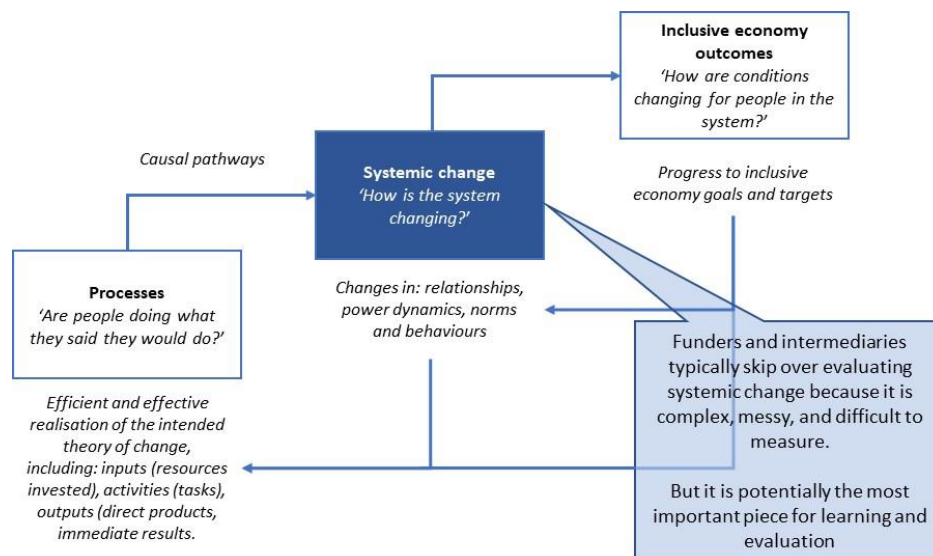 Inclusive economy
outcomes
‘How are conditions
changing for people in the
system?’
Causal pathways
Systemic change
‘How is the system
changing?’
Progress to inclusive
economy goals and targets
Processes
‘Are people doing what
they said they would do?’
Changes in: relationships,
power dynamics, norms
and behaviours
Funders and intermediaries
typically skip over evaluating
systemic change because it is
complex, messy, and difficult to
measure.
But it is potentially the most
important piece for learning and
evaluation
Efficient and effective
realisation of the intended
theory of change,
including: inputs (resources
invested), activities (tasks),
outputs (direct products,
immediate results.